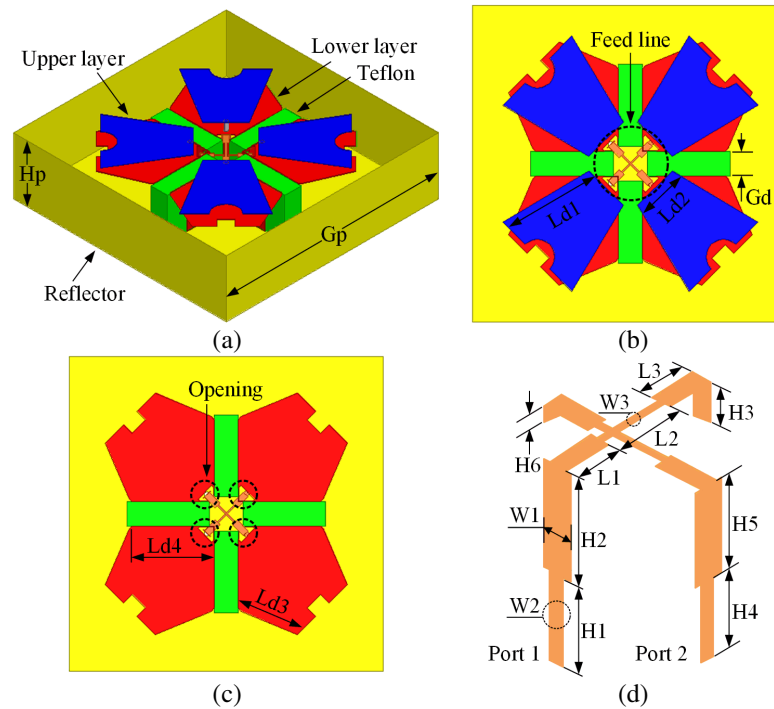 Upper layer
Lower layer
Teflon
Hp
Gp
Reflector
(a)
Feed line
Ld1
Ld2
Gd
(b)
Opening
Ld4
Ld3
(c)
L3
W3
H3
L2
H6
L1
W1
H2
H5
W2
H1
H4
Port 1
Port 2
(d)